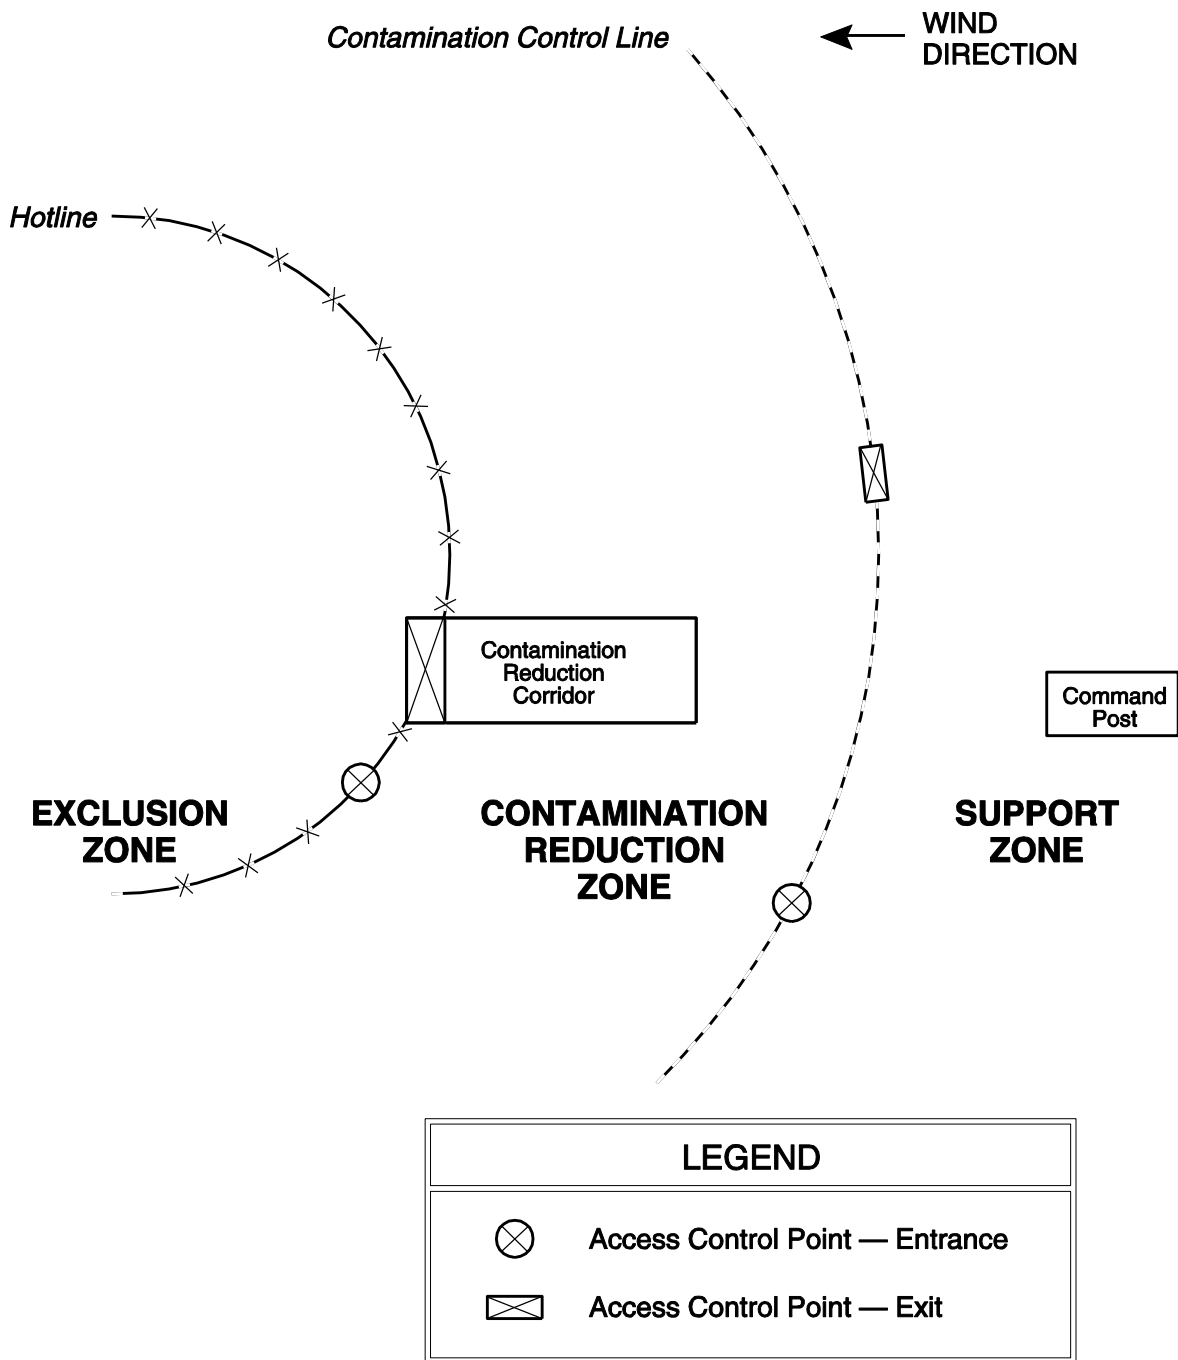 Contamination Control Line
WIND
DIRECTION
Hotline
Contamination
Reduction
Corridor
Command
Post
EXCLUSION
ZONE
CONTAMINATION
REDUCTION
ZONE
SUPPORT
ZONE
LEGEND
Access Control Point — Entrance
Access Control Point — Exit